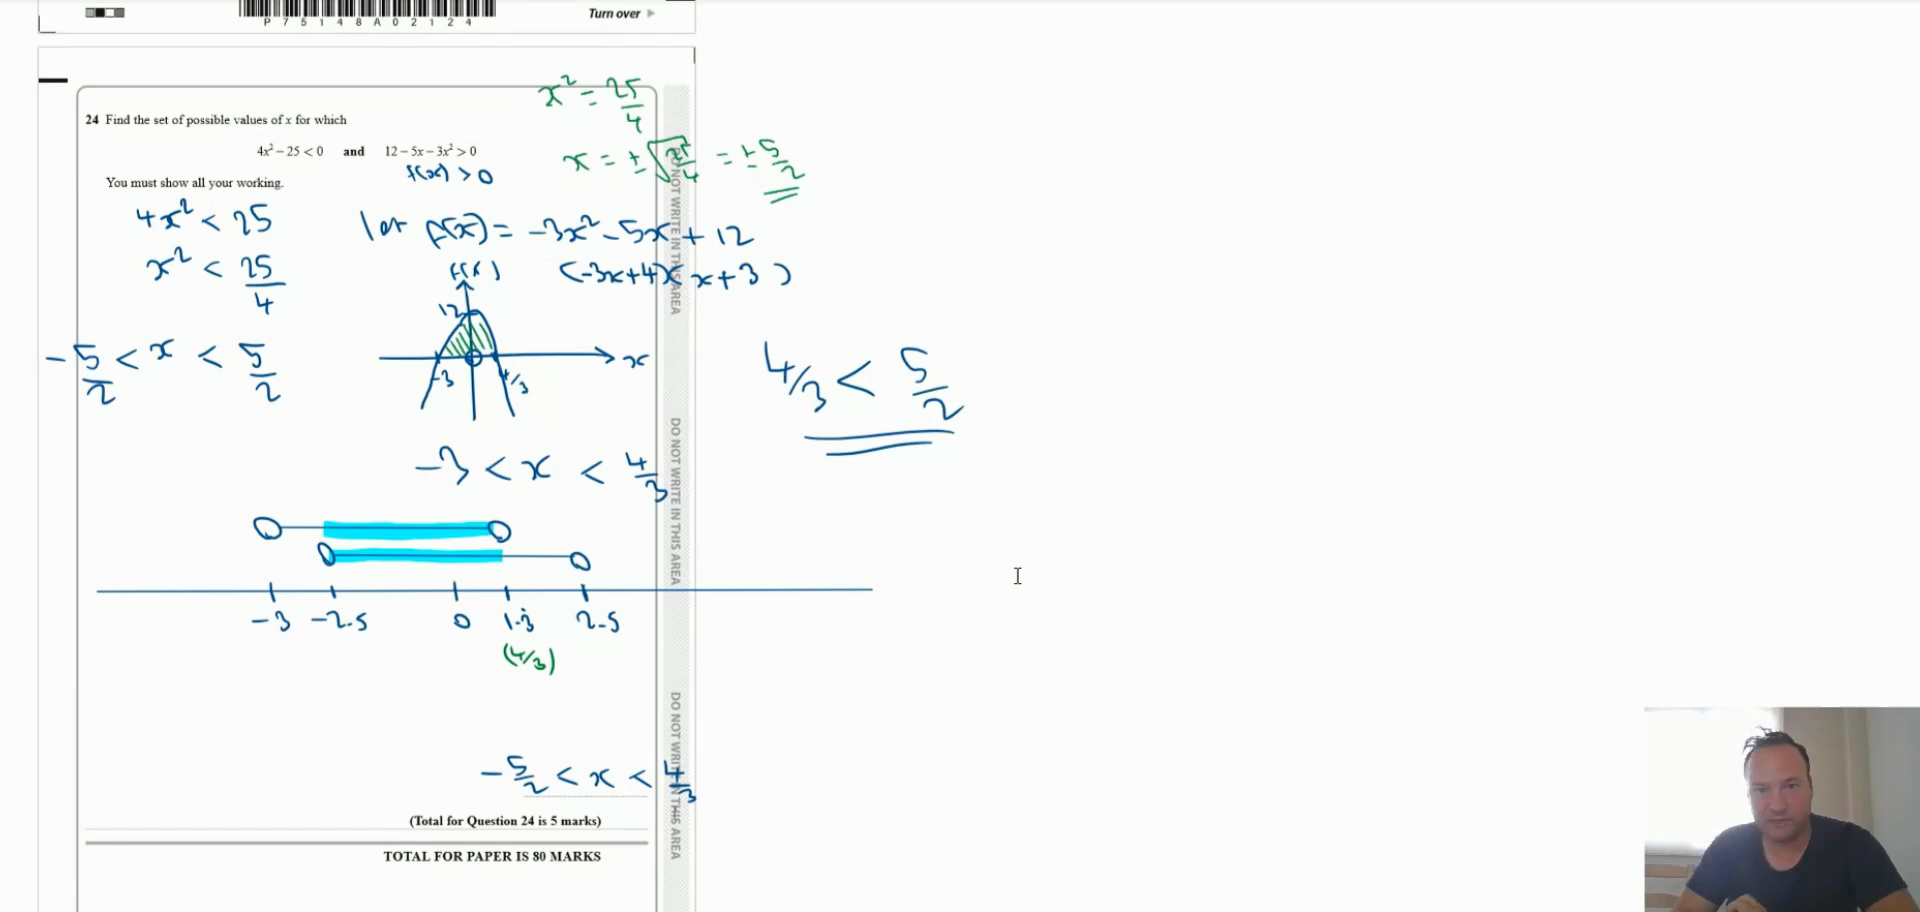 P 7 5 1 4 8 A 0 2 1 2 4
Turn over
24 Find the set of possible values of x for which
4x² – 25 < 0 and 12 – 5x – 3x² > 0
f(x) > 0
You must show all your working.
x² = 25/4
x = ±√25/4 = ±5/2
4x² < 25
x² < 25/4
-5/2 < x < 5/2
let f(x) = -3x² - 5x + 12
(-3x+4)(x+3)
f(x)
12
x
-3
4/3
4/3 < 5/2
-3 < x < 4/3
-3 -2.5 0 1.3̇ 2.5
(4/3)
-5/2 < x < 4/3
(Total for Question 24 is 5 marks)
TOTAL FOR PAPER IS 80 MARKS
DO NOT WRITE IN THIS AREA
DO NOT WRITE IN THIS AREA
DO NOT WRITE IN THIS AREA